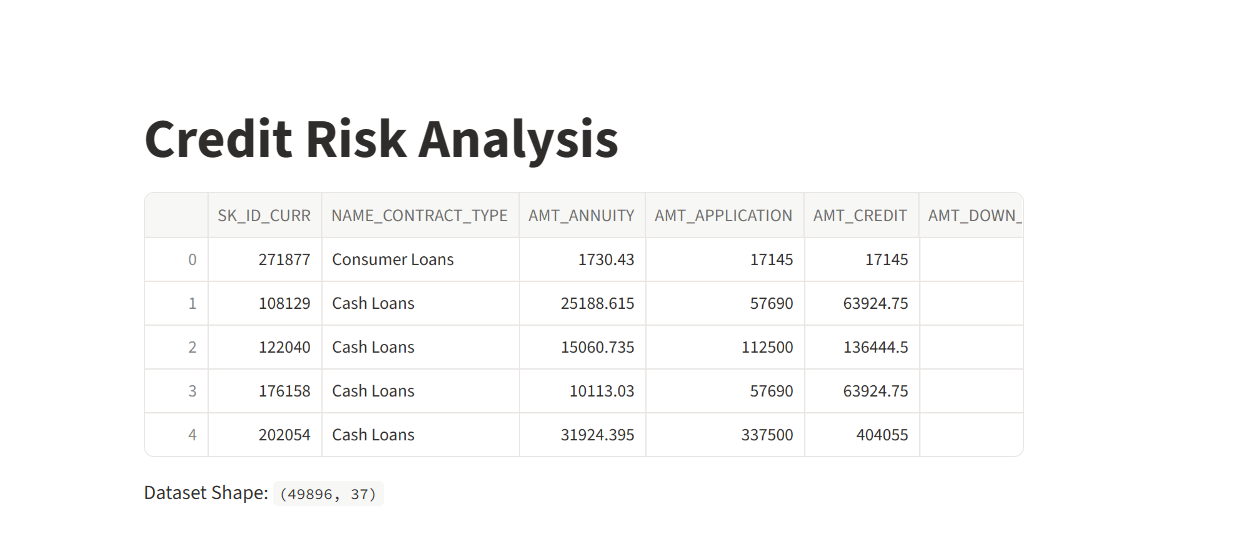 Credit Risk Analysis
SK_ID_CURR NAME_CONTRACT_TYPE AMT_ANNUITY AMT_APPLICATION AMT_CREDIT AMT_DOWN_
0 271877 Consumer Loans 1730.43 17145 17145
1 108129 Cash Loans 25188.615 57690 63924.75
2 122040 Cash Loans 15060.735 112500 136444.5
3 176158 Cash Loans 10113.03 57690 63924.75
4 202054 Cash Loans 31924.395 337500 404055
Dataset Shape: (49896, 37)